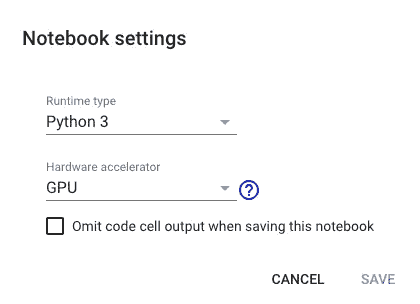 Notebook settings
Runtime type
Python 3
Hardware accelerator
GPU
?
Omit code cell output when saving this notebook
CANCEL SAVE